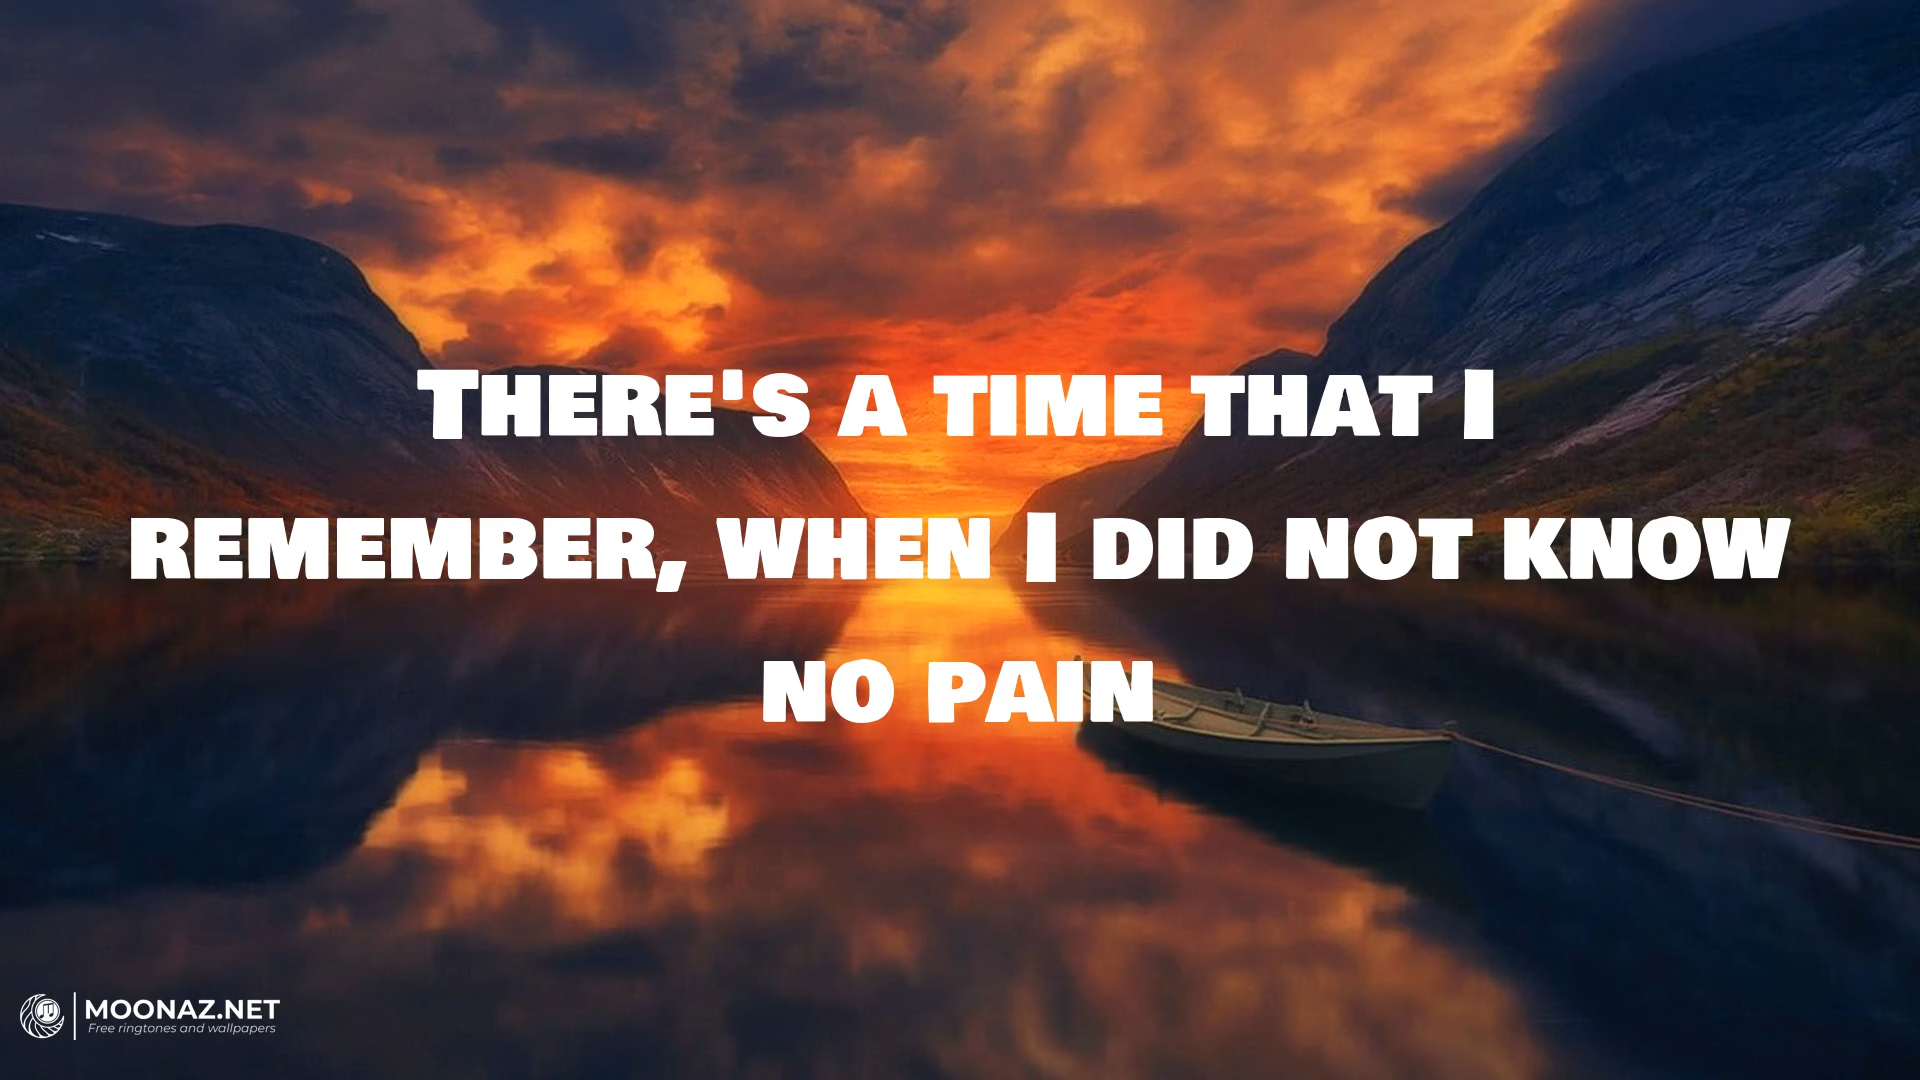 There's a time that I
remember, when I did not know
no pain
MOONAZ.NET
Free ringtones and wallpapers